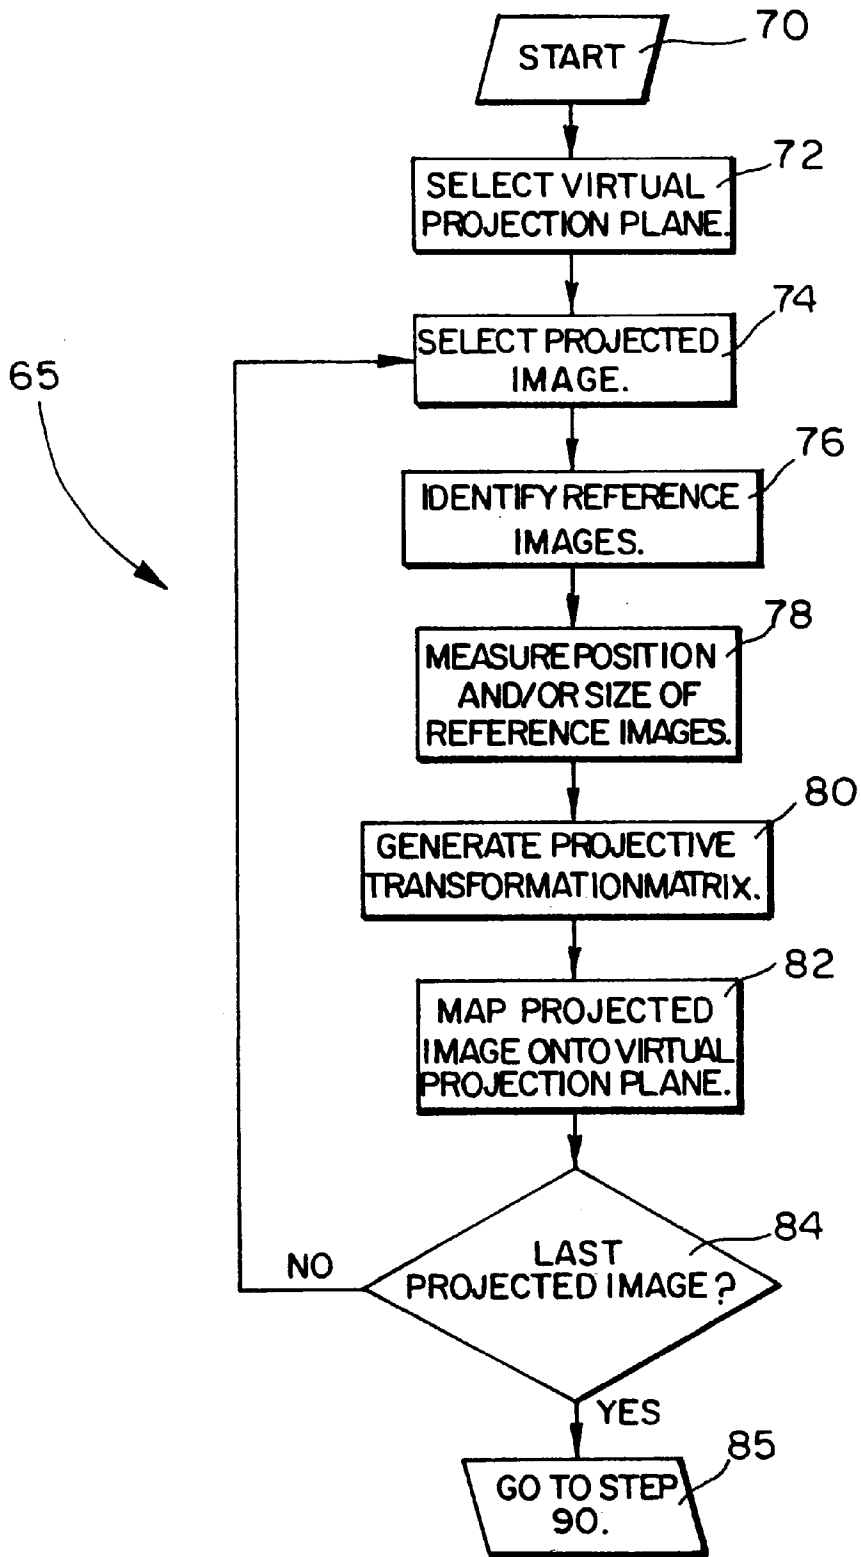 70
START
72
SELECT VIRTUAL
PROJECTION PLANE.
74
SELECT PROJECTED
IMAGE.
65
76
IDENTIFY REFERENCE
IMAGES.
78
MEASURE POSITION
AND/OR SIZE OF
REFERENCE IMAGES.
80
GENERATE PROJECTIVE
TRANSFORMATION MATRIX.
82
MAP PROJECTED
IMAGE ONTO VIRTUAL
PROJECTION PLANE.
84
LAST
PROJECTED IMAGE?
NO
YES
85
GO TO STEP
90.